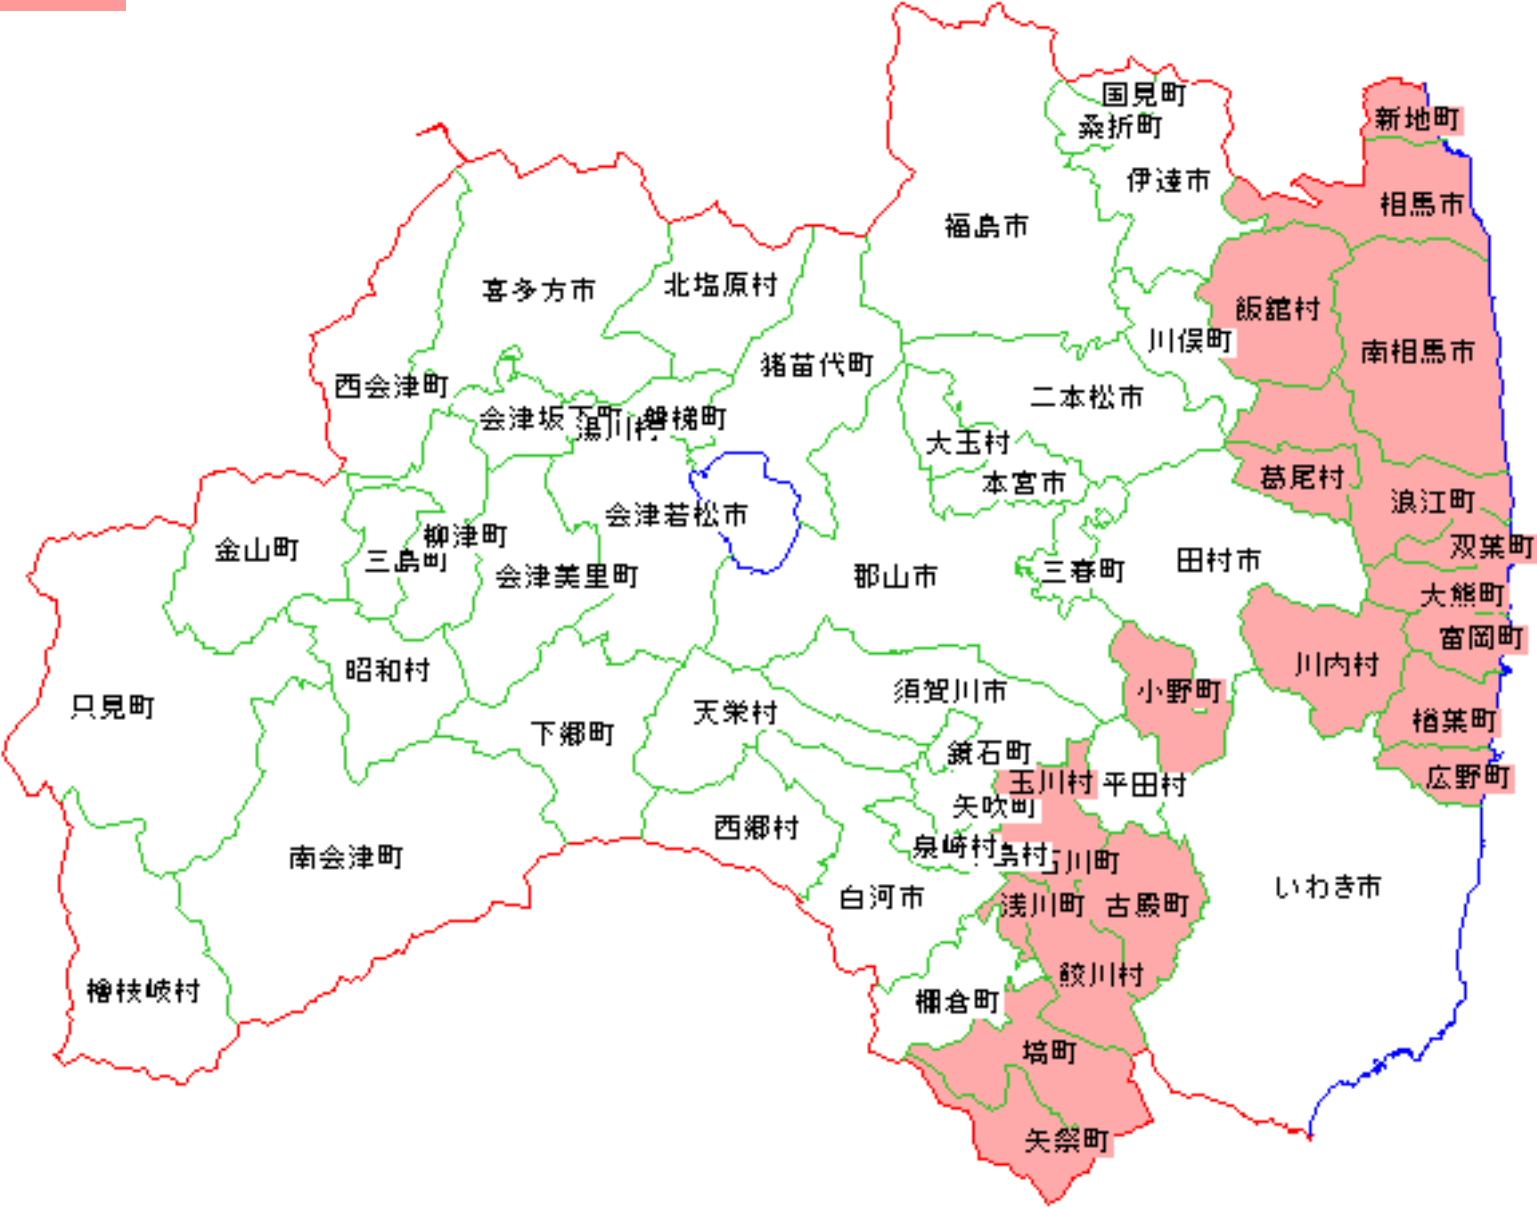 国見町
新地町
桑折町
伊達市
相馬市
福島市
喜多方市
北塩原村
飯舘村
川俣町
南相馬市
猪苗代町
西会津町
二本松市
会津坂下町
磐梯町
湯川村
大玉村
葛尾村
本宮市
浪江町
会津若松市
柳津町
双葉町
金山町
三島町
田村市
三春町
会津美里町
郡山市
大熊町
富岡町
川内村
昭和村
須賀川市
小野町
只見町
天栄村
楢葉町
下郷町
鏡石町
広野町
玉川村
平田村
矢吹町
西郷村
泉崎村
島村
石川町
南会津町
いわき市
白河市
浅川町
古殿町
鮫川村
檜枝岐村
棚倉町
塙町
矢祭町